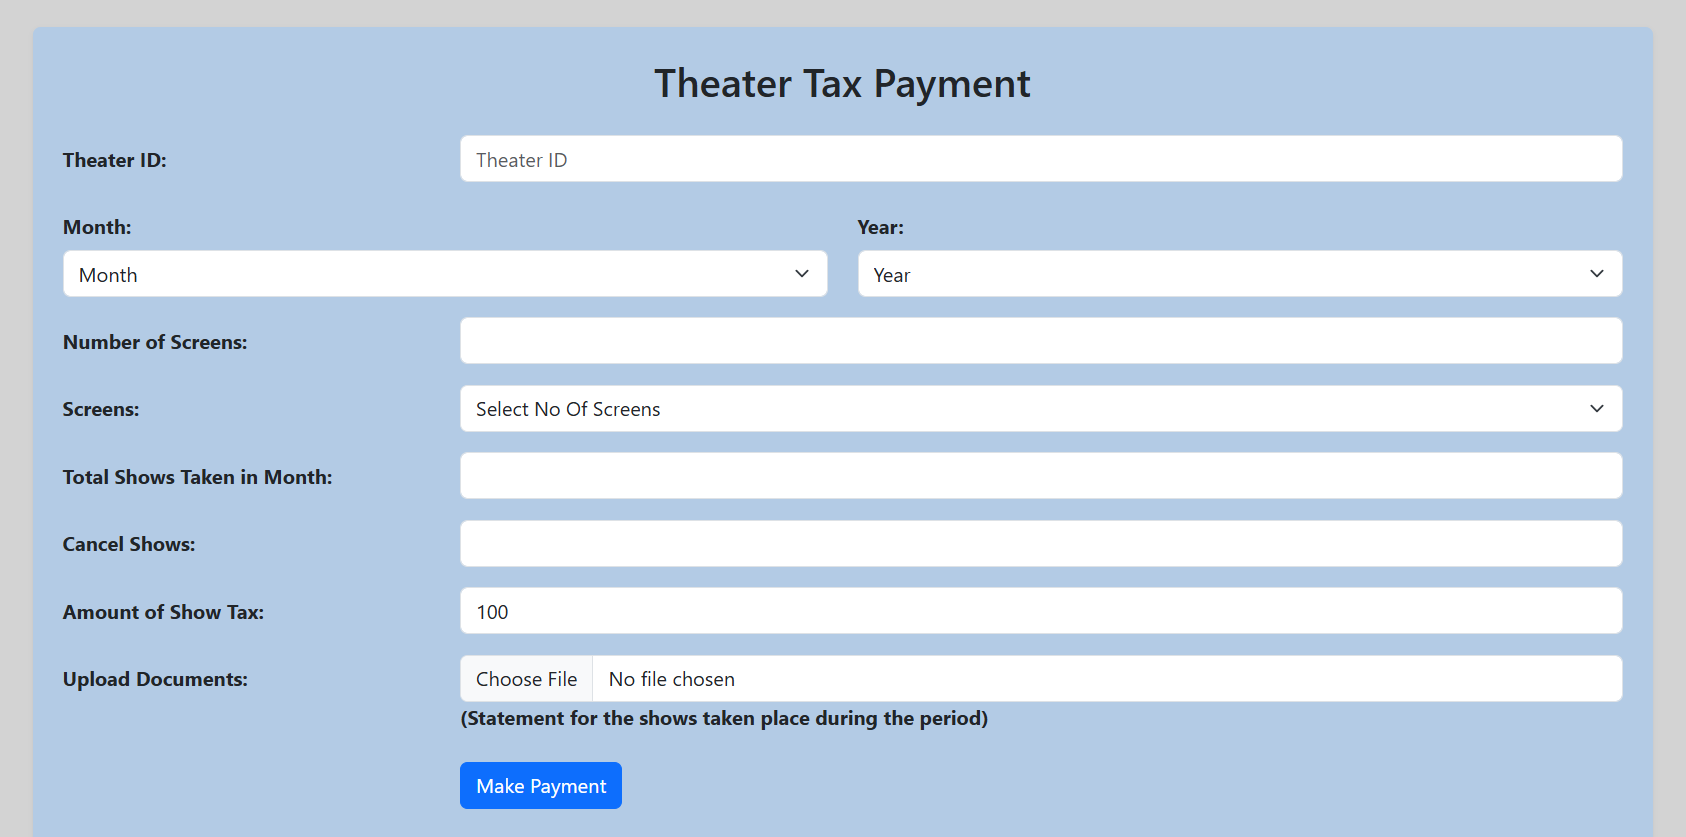 Theater Tax Payment
Theater ID: Theater ID
Month: Year:
Month Year
Number of Screens:
Screens: Select No Of Screens
Total Shows Taken in Month:
Cancel Shows:
Amount of Show Tax: 100
Upload Documents: Choose File No file chosen
(Statement for the shows taken place during the period)
Make Payment